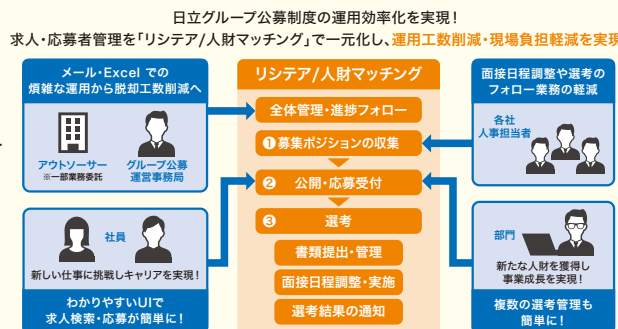 日立グループ公募制度の運用効率化を実現!
求人・応募者管理を「リシテア/人財マッチング」で一元化し、運用工数削減・現場負担軽減を実現
メール・Excel での
煩雑な運用から脱却工数削減へ
アウトソーサー
※一部業務委託
グループ公募
運営事務局
社員
新しい仕事に挑戦しキャリアを実現!
わかりやすいUIで
求人検索・応募が簡単に!
リシテア/人財マッチング
全体管理・進捗フォロー
❶募集ポジションの収集
❷ 公開・応募受付
❸ 選考
書類提出・管理
面接日程調整・実施
選考結果の通知
面接日程調整や選考の
フォロー業務の軽減
各社
人事担当者
部門
新たな人財を獲得し
事業成長を実現!
複数の選考管理も
簡単に!